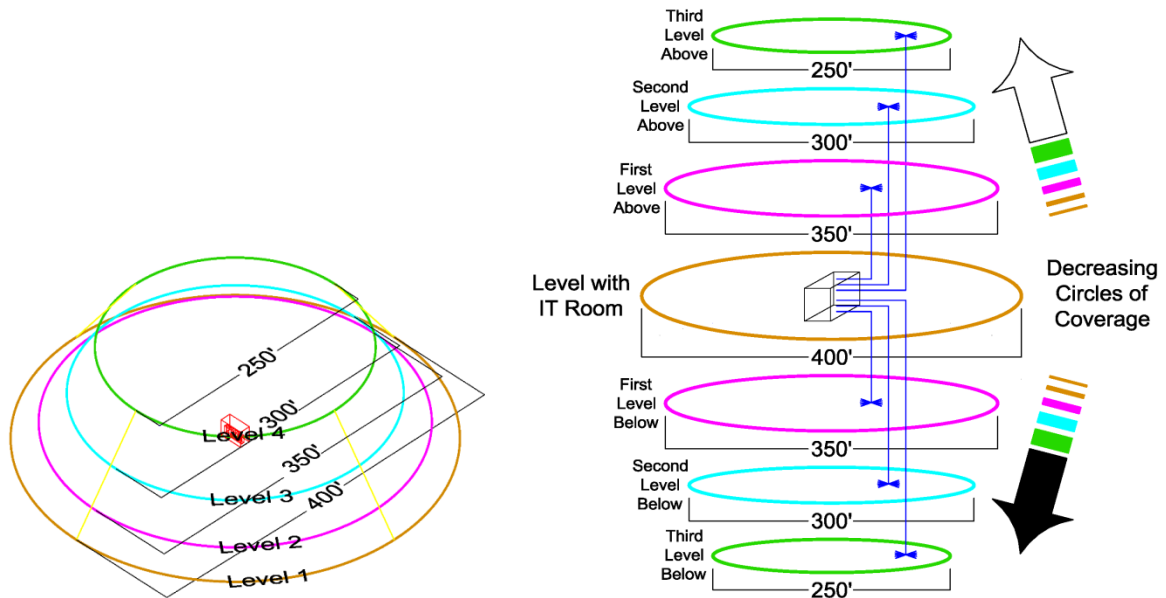 250'
300'
Level 4
350'
Level 3
400'
Level 2
Level 1
Third
Level
Above
250'
Second
Level
Above
300'
First
Level
Above
350'
Level with
IT Room
400'
Decreasing
Circles of
Coverage
First
Level
Below
350'
Second
Level
Below
300'
Third
Level
Below
250'